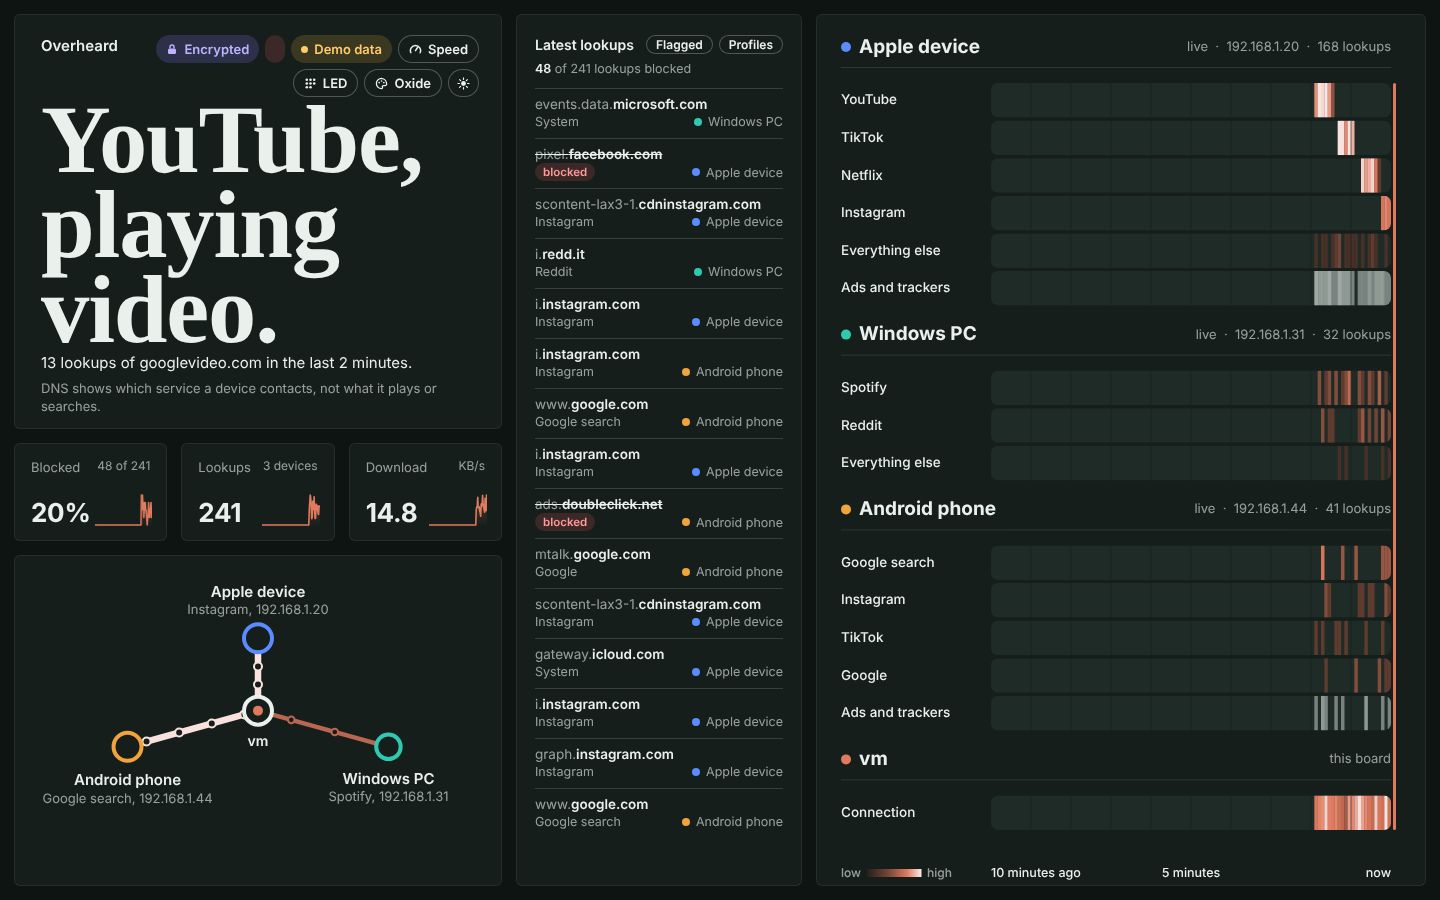 Overheard
Encrypted
Demo data
Speed
LED
Oxide
YouTube,
playing
video.
13 lookups of googlevideo.com in the last 2 minutes.
DNS shows which service a device contacts, not what it plays or
searches.
Blocked 48 of 241
20%
Lookups 3 devices
241
Download KB/s
14.8
Apple device
Instagram, 192.168.1.20
vm
Android phone
Google search, 192.168.1.44
Windows PC
Spotify, 192.168.1.31
Latest lookups
Flagged
Profiles
48 of 241 lookups blocked
events.data.microsoft.com
System Windows PC
pixel.facebook.com
blocked Apple device
scontent-lax3-1.cdninstagram.com
Instagram Apple device
i.redd.it
Reddit Windows PC
i.instagram.com
Instagram Apple device
i.instagram.com
Instagram Android phone
www.google.com
Google search Android phone
i.instagram.com
Instagram Apple device
ads.doubleclick.net
blocked Android phone
mtalk.google.com
Google Android phone
scontent-lax3-1.cdninstagram.com
Instagram Apple device
gateway.icloud.com
System Apple device
i.instagram.com
Instagram Apple device
graph.instagram.com
Instagram Apple device
www.google.com
Google search Android phone
Apple device live · 192.168.1.20 · 168 lookups
YouTube
TikTok
Netflix
Instagram
Everything else
Ads and trackers
Windows PC live · 192.168.1.31 · 32 lookups
Spotify
Reddit
Everything else
Android phone live · 192.168.1.44 · 41 lookups
Google search
Instagram
TikTok
Google
Ads and trackers
vm this board
Connection
low high 10 minutes ago 5 minutes now